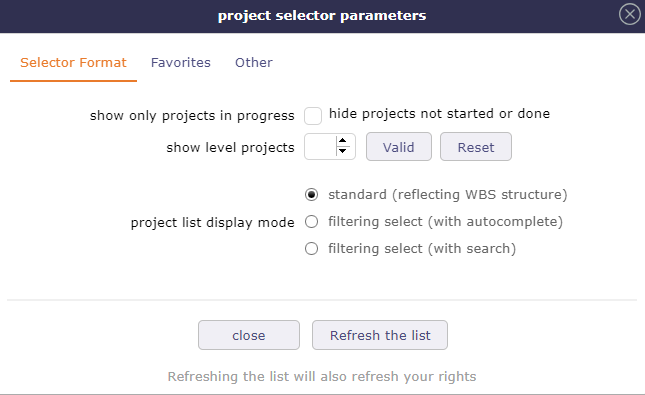 project selector parameters
Selector Format Favorites Other
show only projects in progress hide projects not started or done
show level projects Valid Reset
standard (reflecting WBS structure)
project list display mode filtering select (with autocomplete)
filtering select (with search)
close Refresh the list
Refreshing the list will also refresh your rights